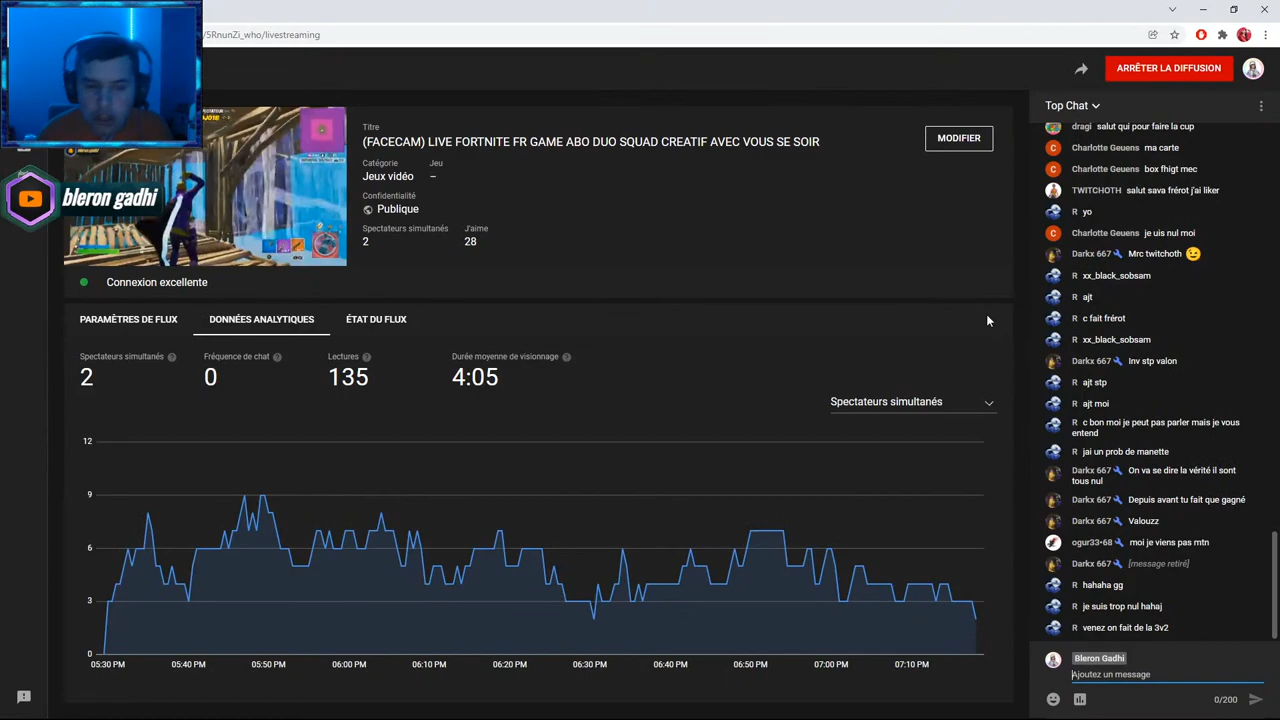 /5RnunZi_who/livestreaming
ARRÊTER LA DIFFUSION
bleron gadhi
Titre
(FACECAM) LIVE FORTNITE FR GAME ABO DUO SQUAD CREATIF AVEC VOUS SE SOIR
MODIFIER
Catégorie
Jeu
Jeux vidéo
–
Confidentialité
Publique
Spectateurs simultanés
J'aime
2
28
Connexion excellente
PARAMÈTRES DE FLUX
DONNÉES ANALYTIQUES
ÉTAT DU FLUX
Spectateurs simultanés
Fréquence de chat
Lectures
Durée moyenne de visionnage
2
0
135
4:05
Spectateurs simultanés
12
9
6
3
0
05:30 PM
05:40 PM
05:50 PM
06:00 PM
06:10 PM
06:20 PM
06:30 PM
06:40 PM
06:50 PM
07:00 PM
07:10 PM
Top Chat
dragi salut qui pour faire la cup
Charlotte Geuens ma carte
Charlotte Geuens box fhigt mec
TWITCHOTH salut sava frérot j'ai liker
R yo
Charlotte Geuens je uis nul moi
Darkx 667 Mrc twitchoth
R xx_black_sobsam
R ajt
R c fait frérot
R xx_black_sobsam
Darkx 667 Inv stp valon
R ajt stp
R ajt moi
R c bon moi je peut pas parler mais je vous
entend
R jai un prob de manette
Darkx 667 On va se dire la vérité il sont
tous nul
Darkx 667 Depuis avant tu fait que gagné
Darkx 667 Valouzz
ogur33-68 moi je viens pas mtn
Darkx 667 [message retiré]
R hahaha gg
R je suis trop nul hahaj
R venez on fait de la 3v2
Bleron Gadhi
Ajoutez un message
0/200